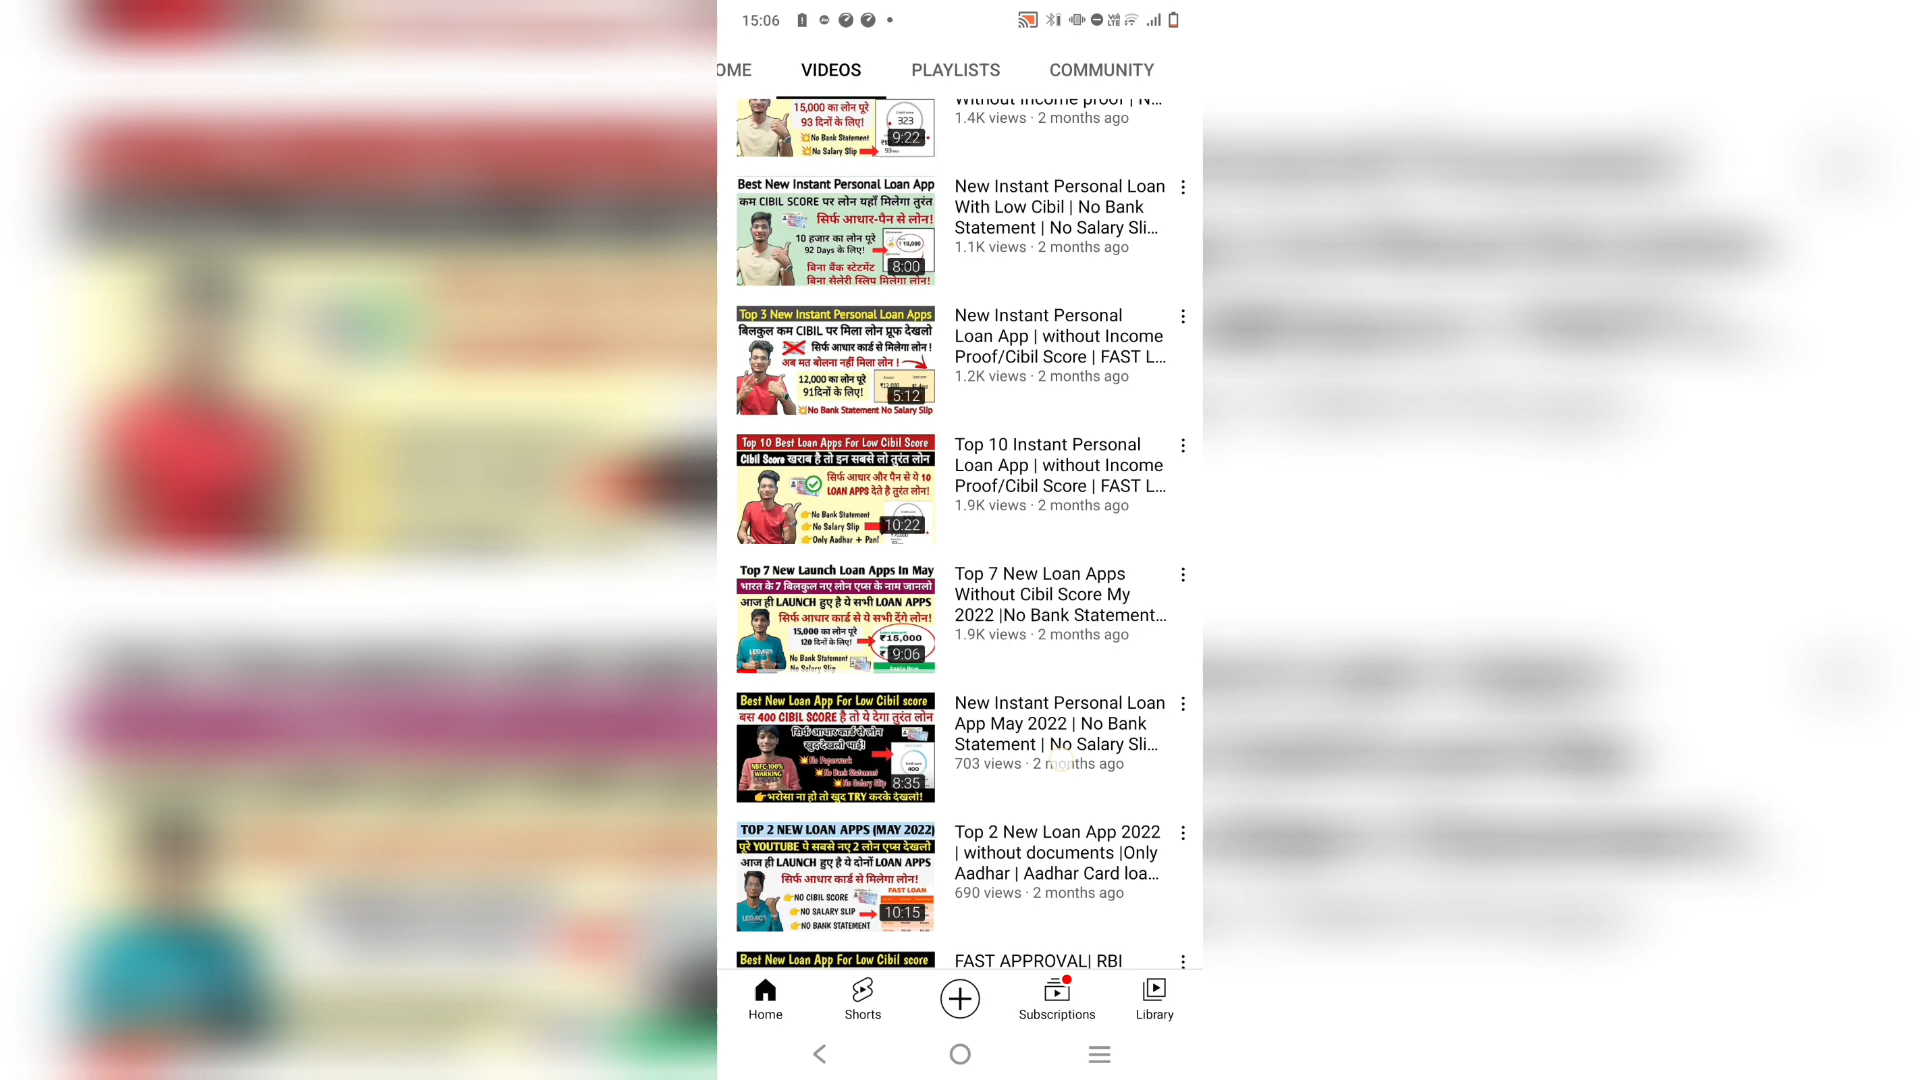 15:06
OME VIDEOS PLAYLISTS COMMUNITY
15,000 का लोन पूरे
93 दिनों के लिए!
No Bank Statement
No Salary Slip
323
9:22
Without Income proof | N...
1.4K views · 2 months ago
Best New Instant Personal Loan App
कम CIBIL SCORE पर लोन यहाँ मिलेगा तुरंत
सिर्फ आधार-पैन से लोन!
10 हजार का लोन पूरे
92 Days के लिए!
₹10,000
बिना बैंक स्टेटमेंट
बिना सैलेरी स्लिप मिलेगा लोन!
8:00
New Instant Personal Loan
With Low Cibil | No Bank
Statement | No Salary Sli...
1.1K views · 2 months ago
Top 3 New Instant Personal Loan Apps
बिलकुल कम CIBIL पर मिला लोन प्रूफ देखलो
सिर्फ आधार कार्ड से मिलेगा लोन !
अब मत बोलना नहीं मिला लोन !
12,000 का लोन पूरे
91दिनों के लिए!
5:12
No Bank Statement No Salary Slip
New Instant Personal
Loan App | without Income
Proof/Cibil Score | FAST L...
1.2K views · 2 months ago
Top 10 Best Loan Apps For Low Cibil Score
Cibil Score खराब है तो इन सबसे लो तुरंत लोन
सिर्फ आधार और पैन से ये 10
LOAN APPS देते है तुरंत लोन!
No Bank Statement
No Salary Slip
Only Aadhar + Pan!
10:22
Top 10 Instant Personal
Loan App | without Income
Proof/Cibil Score | FAST L...
1.9K views · 2 months ago
Top 7 New Launch Loan Apps In May
भारत के 7 बिलकुल नए लोन एप्स के नाम जानलो
आज ही LAUNCH हुए है ये सभी LOAN APPS
सिर्फ आधार कार्ड से ये सभी देंगे लोन!
15,000 का लोन पूरे
120 दिनों के लिए!
₹15,000
No Bank Statement
No Salary Slip
LEGACY
9:06
Apply Now
Top 7 New Loan Apps
Without Cibil Score My
2022 |No Bank Statement...
1.9K views · 2 months ago
Best New Loan App For Low Cibil score
बस 400 CIBIL SCORE है तो ये देगा तुरंत लोन
सिर्फ आधार कार्ड से लोन
खुद देखलो भाई!
No Paperwork
No Bank Statement
No Salary Slip
NBFC 100%
WARKING
400
8:35
भरोसा ना हो तो खुद TRY करके देखलो!
New Instant Personal Loan
App May 2022 | No Bank
Statement | No Salary Sli...
703 views · 2 months ago
TOP 2 NEW LOAN APPS (MAY 2022)
पूरे YOUTUBE पे सबसे नए 2 लोन एप्स देखलो
आज ही LAUNCH हुए है ये दोनों LOAN APPS
सिर्फ आधार कार्ड से मिलेगा लोन!
FAST LOAN
NO CIBIL SCORE
NO SALARY SLIP
NO BANK STATEMENT
LEGACY
10:15
Top 2 New Loan App 2022
| without documents |Only
Aadhar | Aadhar Card loa...
690 views · 2 months ago
Best New Loan App For Low Cibil score
FAST APPROVAL| RBI
Home Shorts Subscriptions Library